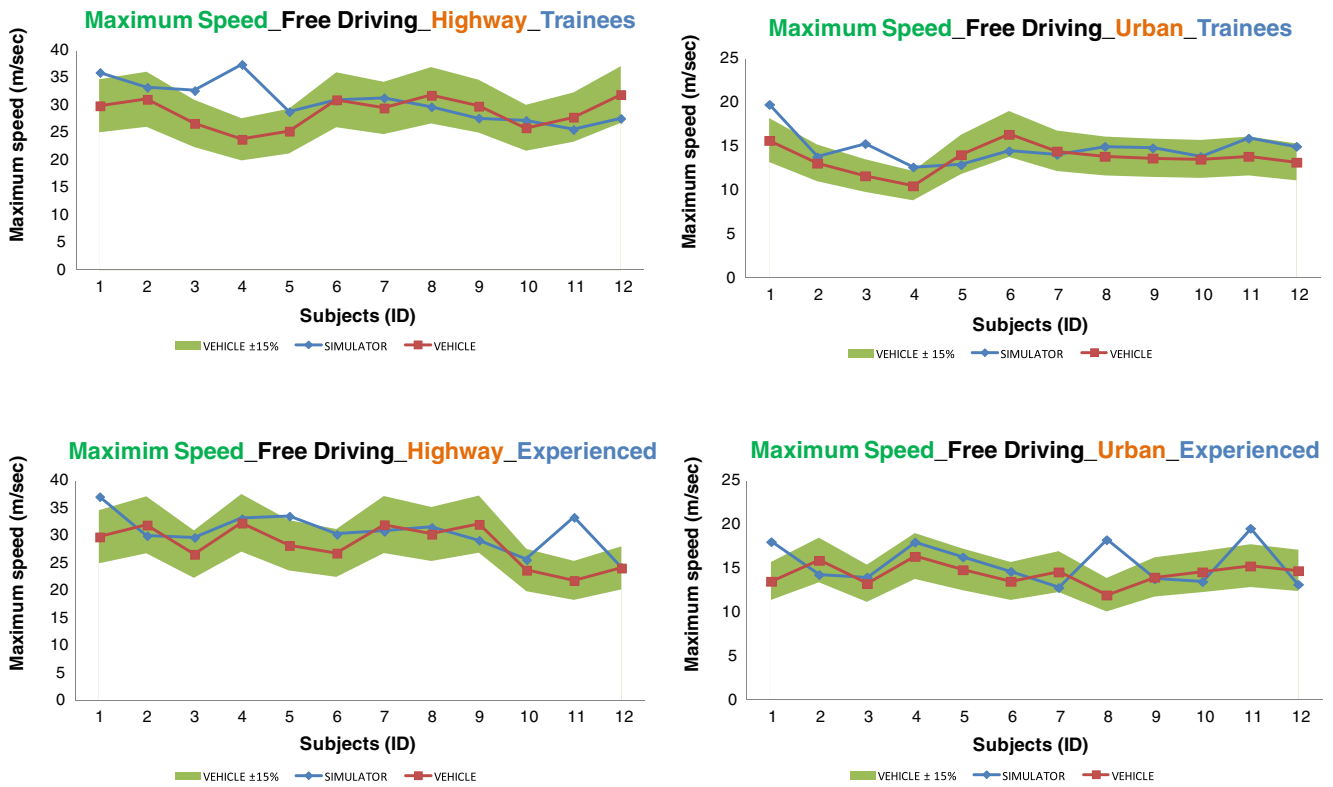 Maximum Speed_Free Driving_Highway_Trainees
Maximum speed (m/sec)
40
35
30
25
20
15
10
5
0
1 2 3 4 5 6 7 8 9 10 11 12
Subjects (ID)
VEHICLE ±15% SIMULATOR VEHICLE
Maximum Speed_Free Driving_Urban_Trainees
Maximum speed (m/sec)
25
20
15
10
5
0
1 2 3 4 5 6 7 8 9 10 11 12
Subjects (ID)
VEHICLE ± 15% SIMULATOR VEHICLE
Maximim Speed_Free Driving_Highway_Experienced
Maximum speed (m/sec)
40
35
30
25
20
15
10
5
0
1 2 3 4 5 6 7 8 9 10 11 12
Subjects (ID)
VEHICLE ±15% SIMULATOR VEHICLE
Maximum Speed_Free Driving_Urban_Experienced
Maximum speed (m/sec)
25
20
15
10
5
0
1 2 3 4 5 6 7 8 9 10 11 12
Subjects (ID)
VEHICLE ± 15% SIMULATOR VEHICLE